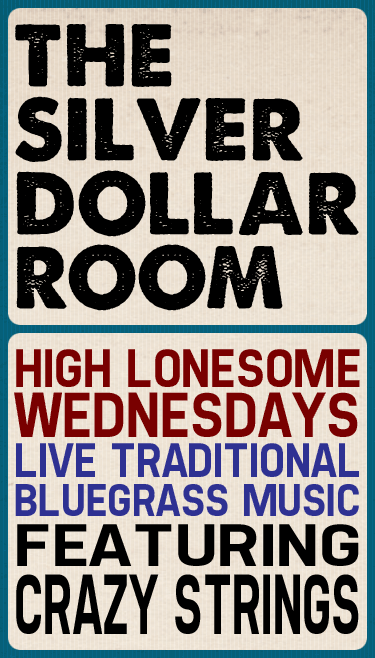 THE
SILVER
DOLLAR
ROOM
HIGH LONESOME
WEDNESDAYS
LIVE TRADITIONAL
BLUEGRASS MUSIC
FEATURING
CRAZY STRINGS